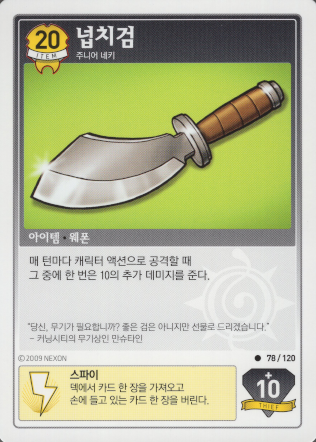 20
ITEM
넙치검
주니어 네키
아이템 · 웨폰
매 턴마다 캐릭터 액션으로 공격할 때
그 중에 한 번은 10의 추가 데미지를 준다.
"당신, 무기가 필요합니까? 좋은 검은 아니지만 선물로 드리겠습니다."
- 커닝시티의 무기상인 만슈타인
©2009 NEXON
● 78 / 120
스파이
덱에서 카드 한 장을 가져오고
손에 들고 있는 카드 한 장을 버린다.
+
10
THIEF